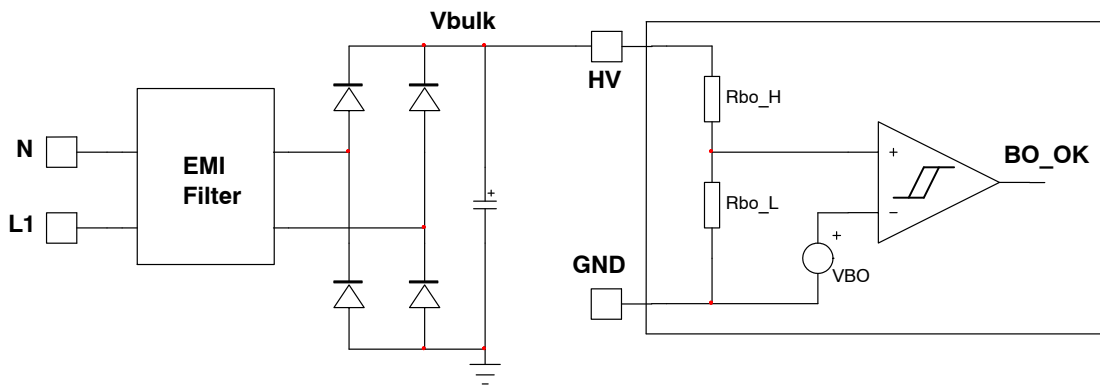 Vbulk
HV
Rbo_H
N
EMI
Filter
BO_OK
+
+
Rbo_L
−
L1
GND
+
VBO